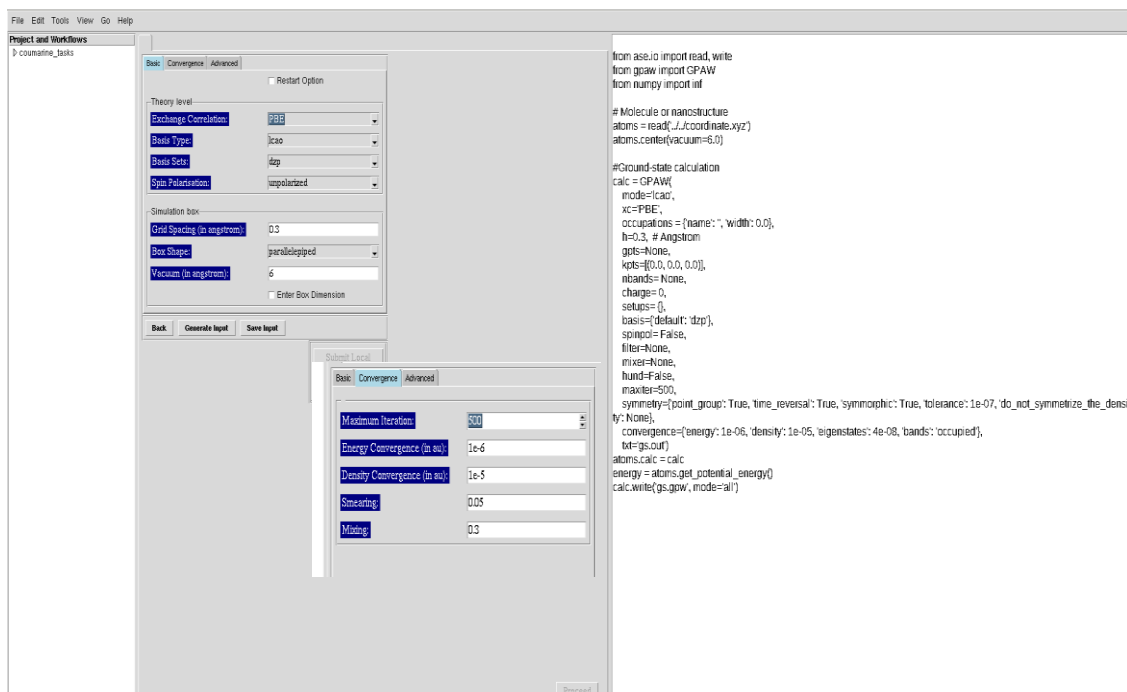 File Edit Tools View Go Help
Project and Workflows
coumarine_tasks
Basic Convergence Advanced
Restart Option
Theory level
Exchange Correlation: PBE
Basis Type: lcao
Basis Sets: dzp
Spin Polarisation: unpolarized
Simulation box
Grid Spacing (in angstrom): 0.3
Box Shape: parallelepiped
Vacuum (in angstrom): 6
Enter Box Dimension
Back Generate Input Save Input
Submit Local
Basic Convergence Advanced
Maximum Iteration: 500
Energy Convergence (in au): 1e-6
Density Convergence (in au): 1e-5
Smearing: 0.05
Mixing: 0.3
Proceed
from ase.io import read, write
from gpaw import GPAW
from numpy import inf
# Molecule or nanostructure
atoms = read('../../coordinate.xyz')
atoms.center(vacuum=6.0)
#Ground-state calculation
calc = GPAW(
mode='lcao',
xc='PBE',
occupations = {'name': '', 'width': 0.0},
h=0.3, # Angstrom
gpts=None,
kpts=[(0.0, 0.0, 0.0)],
nbands= None,
charge= 0,
setups= {},
basis={'default': 'dzp'},
spinpol= False,
filter=None,
mixer=None,
hund=False,
maxiter=500,
symmetry={'point_group': True, 'time_reversal': True, 'symmorphic': True, 'tolerance': 1e-07, 'do_not_symmetrize_the_densi
ty': None},
convergence={'energy': 1e-06, 'density': 1e-05, 'eigenstates': 4e-08, 'bands': 'occupied'},
txt='gs.out')
atoms.calc = calc
energy = atoms.get_potential_energy()
calc.write('gs.gpw', mode='all')